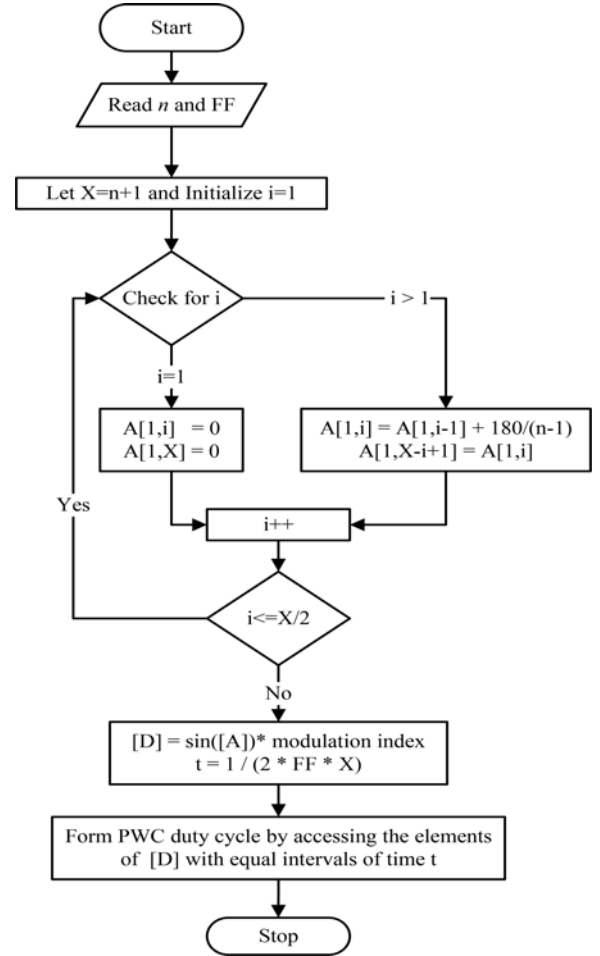 Start
Read n and FF
Let X=n+1 and Initialize i=1
Check for i
i > 1
i=1
A[1,i] = 0
A[1,X] = 0
A[1,i] = A[1,i-1] + 180/(n-1)
A[1,X-i+1] = A[1,i]
Yes
i++
i<=X/2
No
[D] = sin([A])* modulation index
t = 1 / (2 * FF * X)
Form PWC duty cycle by accessing the elements
of [D] with equal intervals of time t
Stop